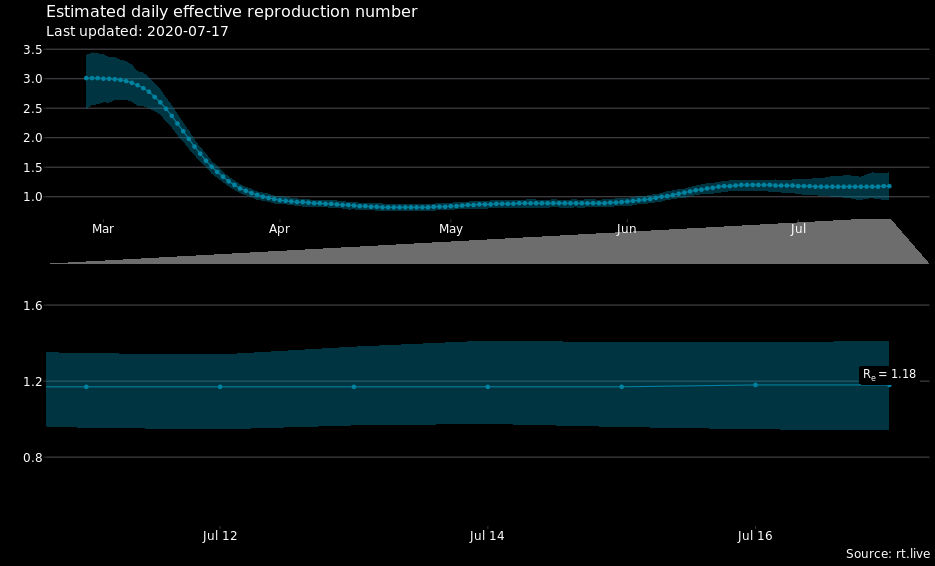 Estimated daily effective reproduction number
Last updated: 2020-07-17
3.5
3.0
2.5
2.0
1.5
1.0
Mar Apr May Jun Jul
1.6
Re = 1.18
1.2
0.8
Jul 12 Jul 14 Jul 16
Source: rt.live